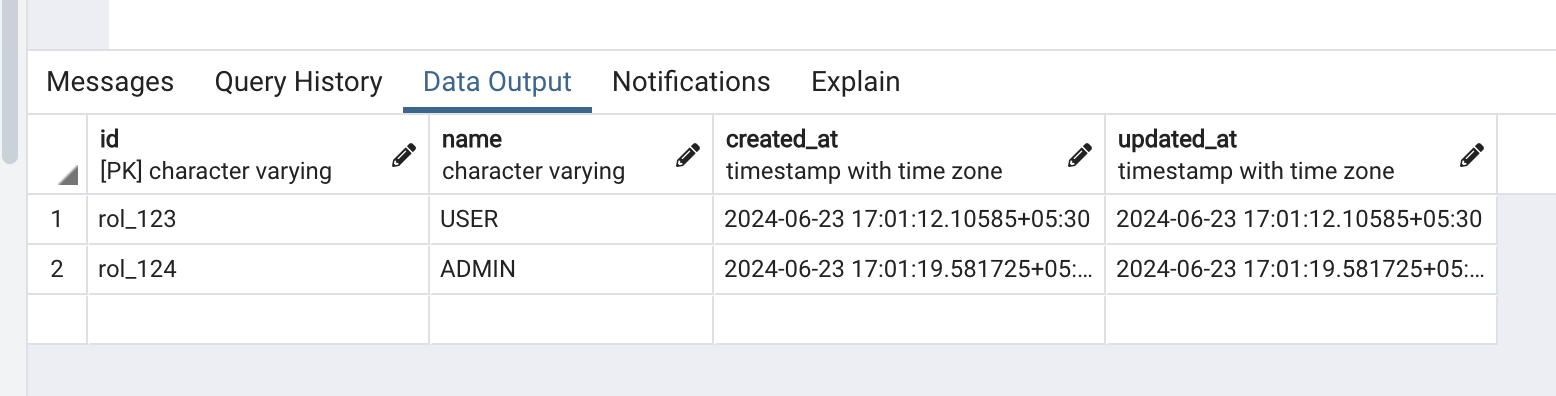 Messages Query History Data Output Notifications Explain
id name created_at updated_at
[PK] character varying character varying timestamp with time zone timestamp with time zone
1 rol_123 USER 2024-06-23 17:01:12.10585+05:30 2024-06-23 17:01:12.10585+05:30
2 rol_124 ADMIN 2024-06-23 17:01:19.581725+05:... 2024-06-23 17:01:19.581725+05:...